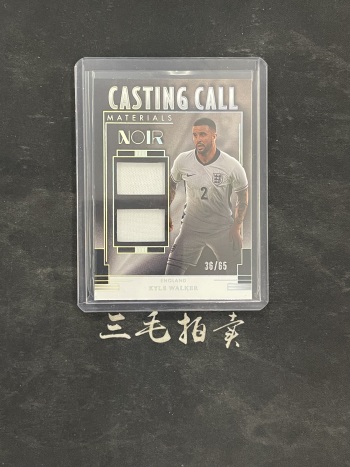 CASTING CALL
MATERIALS
NOIR
2
36/65
ENGLAND
KYLE WALKER
三毛拍卖